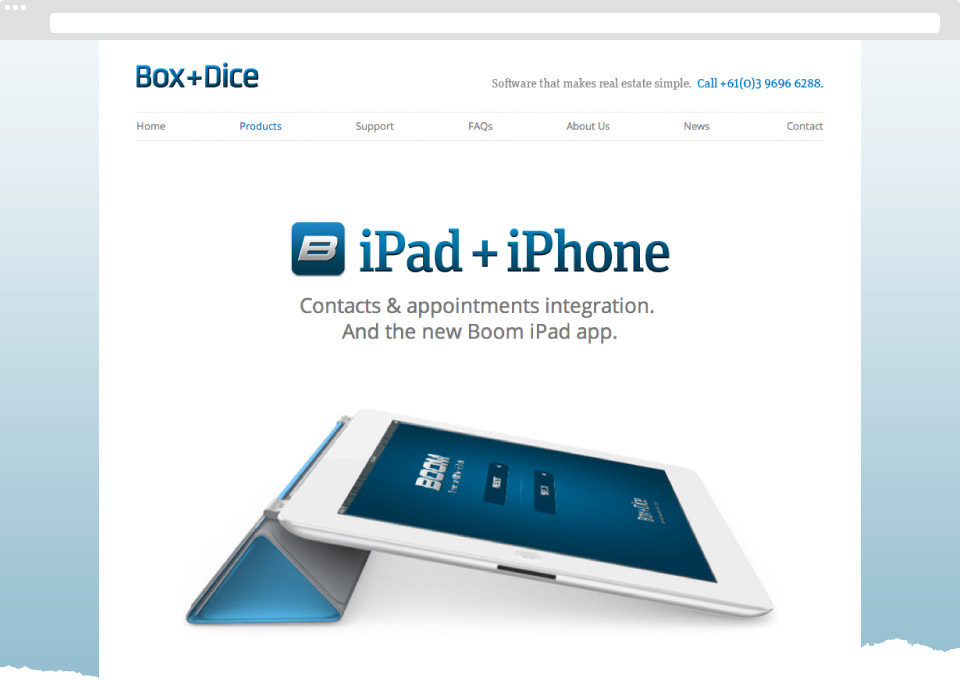 Box+Dice
Software that makes real estate simple. Call +61(0)3 9696 6288.
Home Products Support FAQs About Us News Contact
B iPad + iPhone
Contacts & appointments integration.
And the new Boom iPad app.
BOOM
Box+Dice